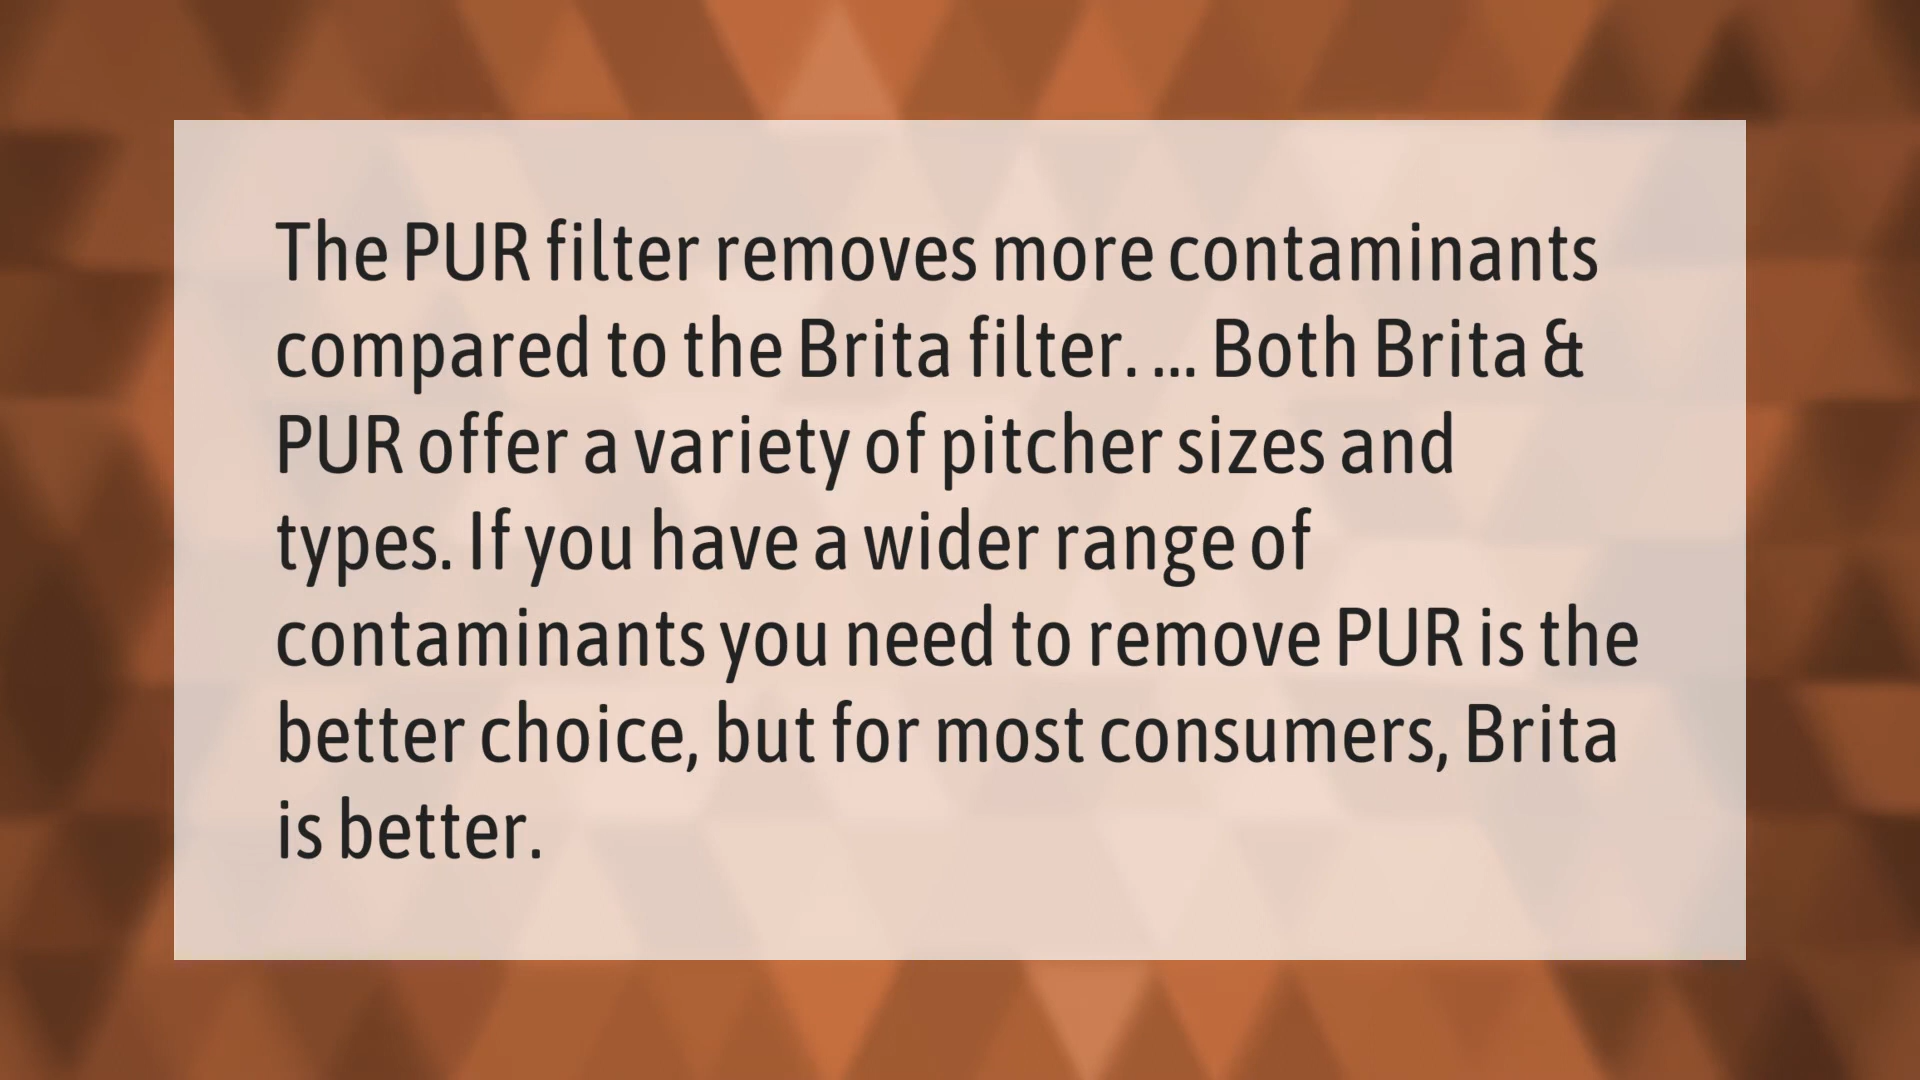 The PUR filter removes more contaminants
compared to the Brita filter. ... Both Brita &
PUR offer a variety of pitcher sizes and
types. If you have a wider range of
contaminants you need to remove PUR is the
better choice, but for most consumers, Brita
is better.